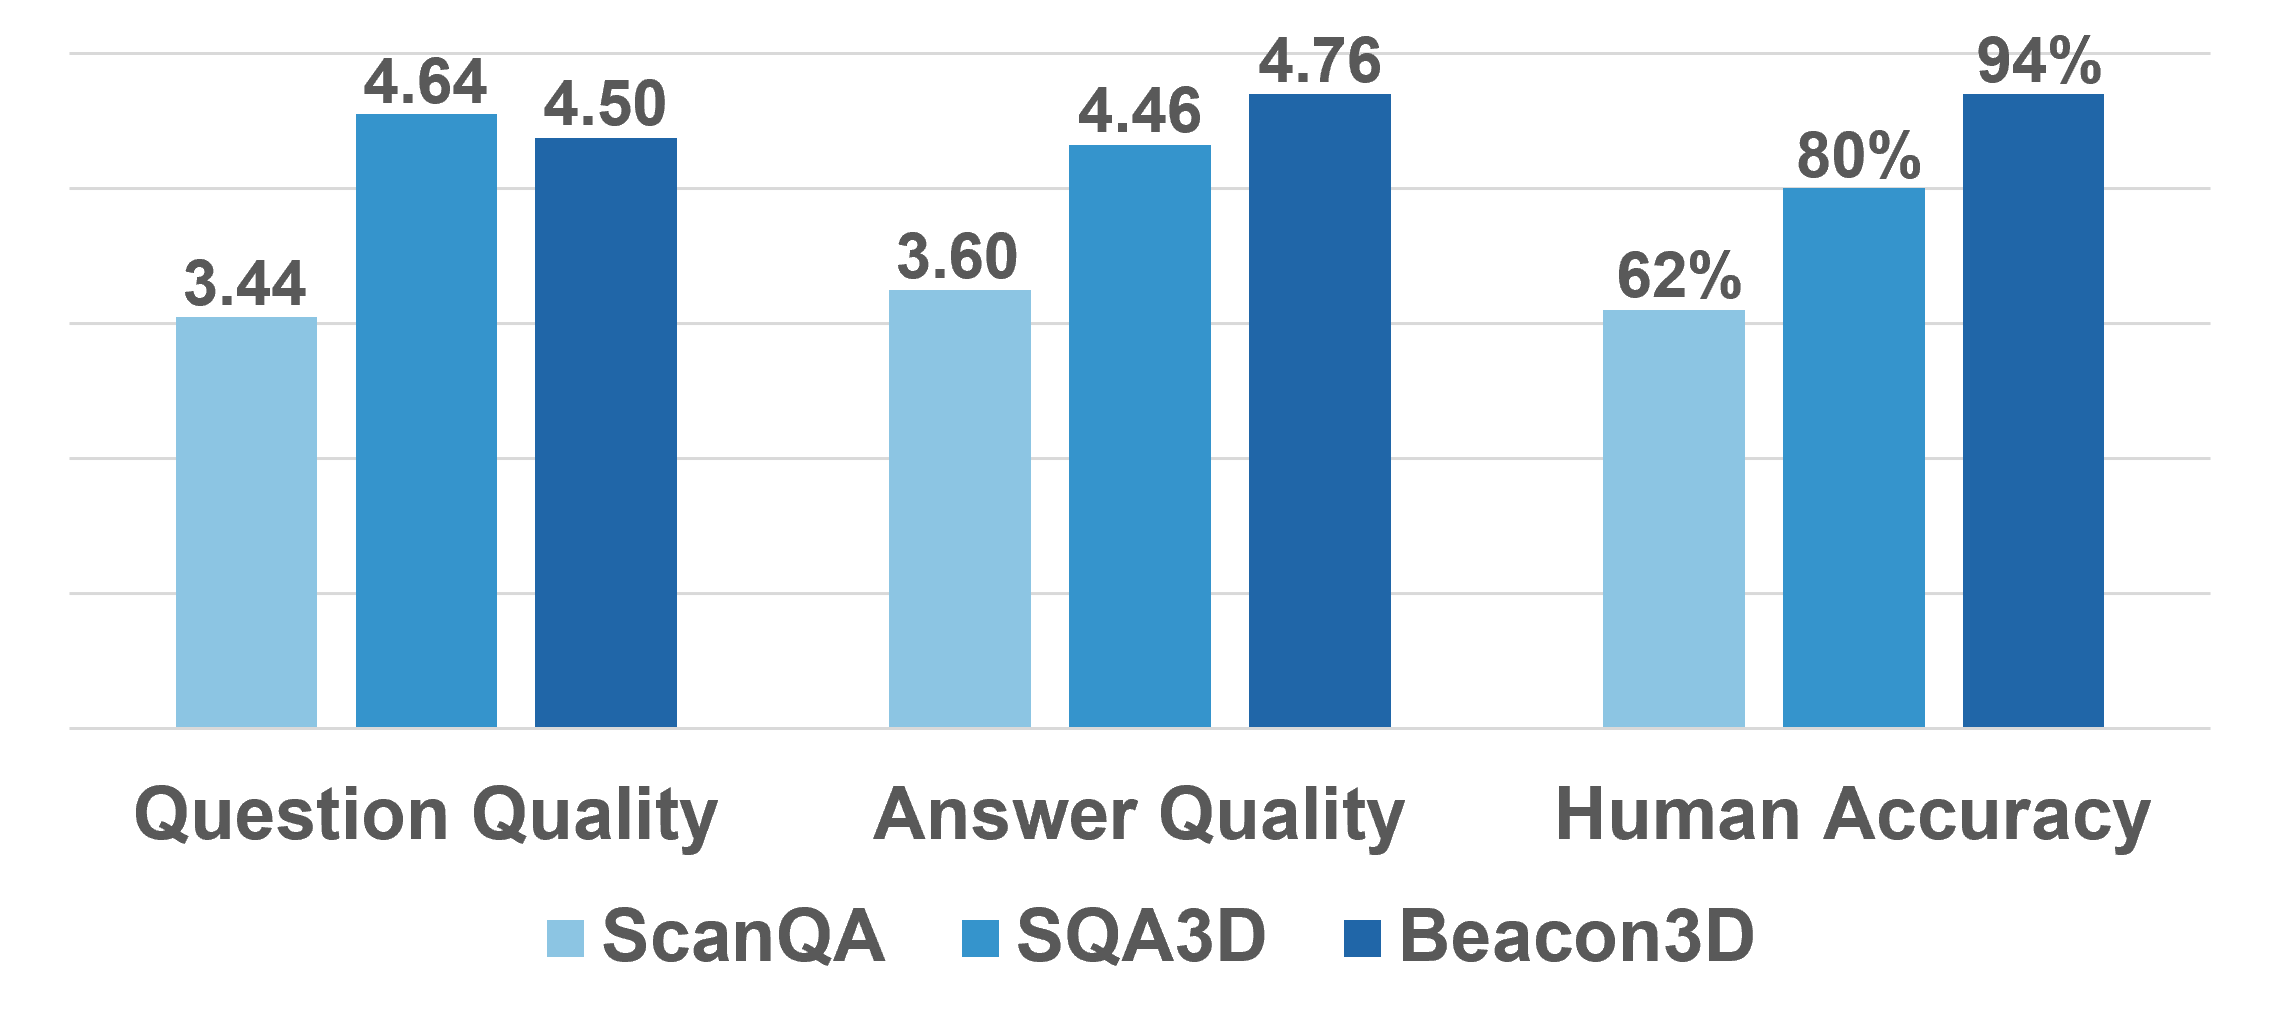 4.64 4.50 4.76 94%
3.44 3.60 4.46 62% 80%
Question Quality Answer Quality Human Accuracy
ScanQA SQA3D Beacon3D